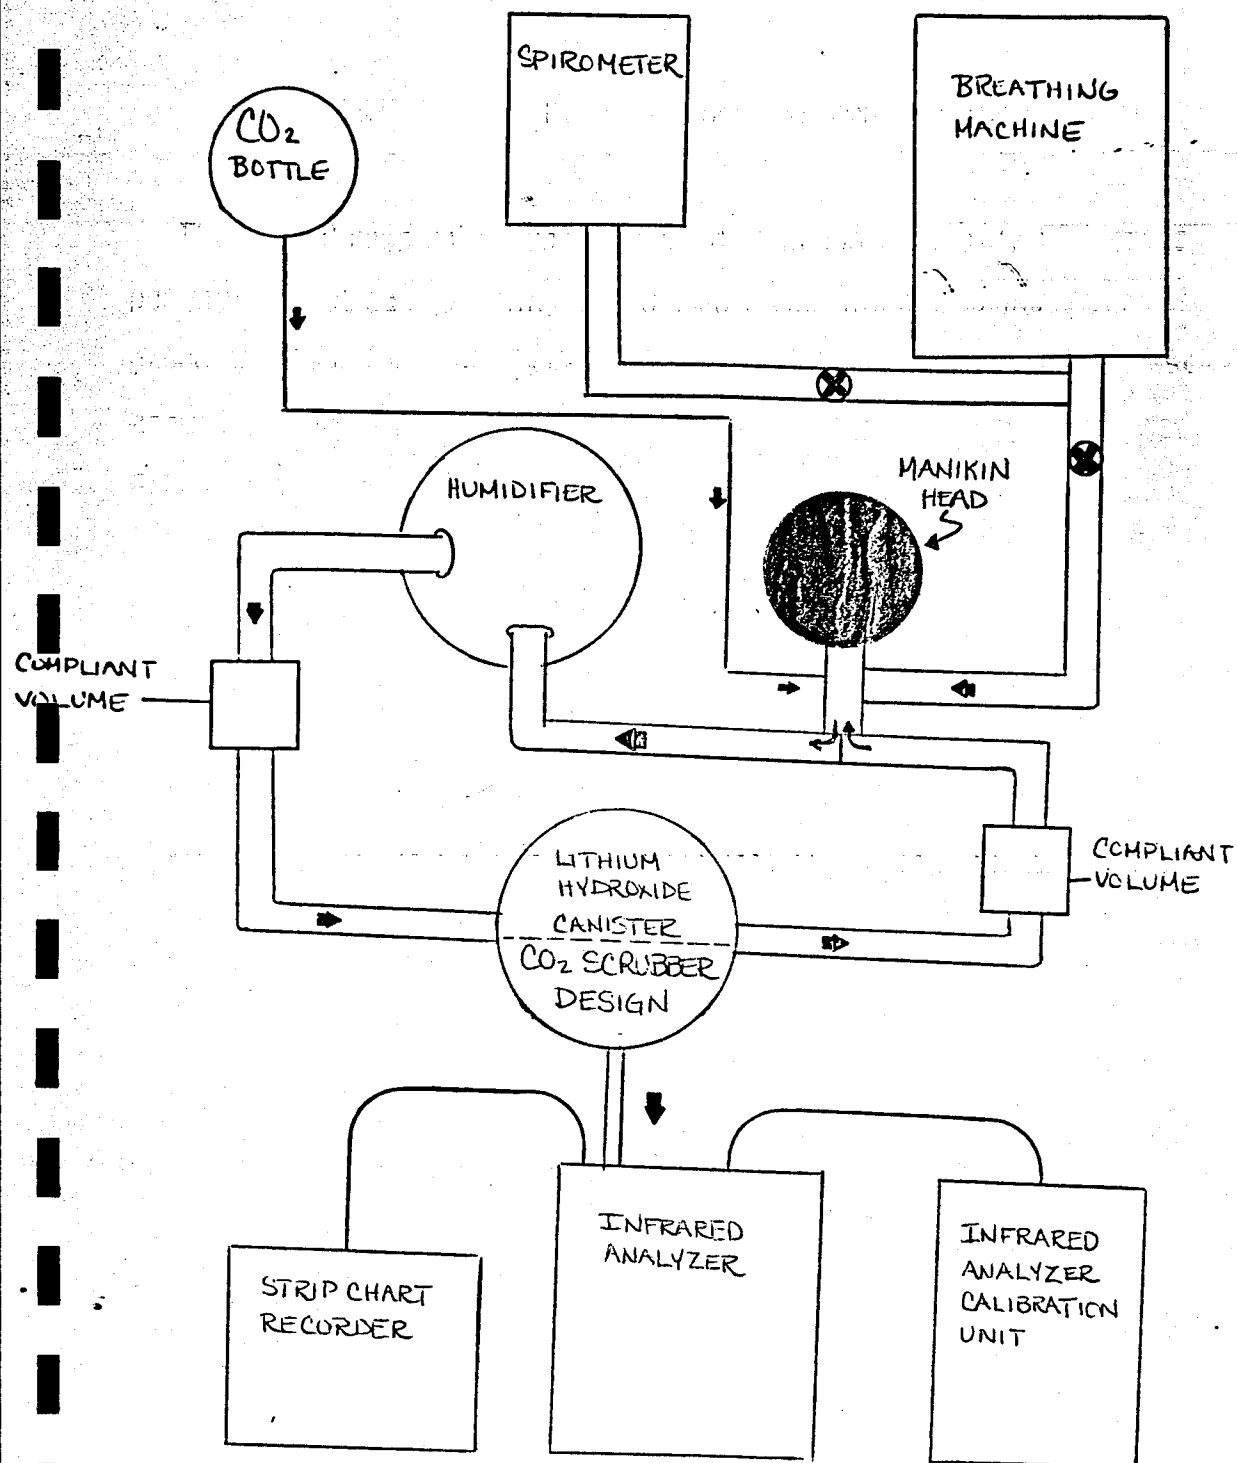 SPIROMETER
BREATHING
MACHINE
CO₂
BOTTLE
HUMIDIFIER
MANIKIN
HEAD
COMPLIANT
VOLUME
COMPLIANT
VOLUME
LITHIUM
HYDROXIDE
CANISTER
CO₂ SCRUBBER
DESIGN
INFRARED
ANALYZER
INFRARED
ANALYZER
CALIBRATION
UNIT
STRIP CHART
RECORDER